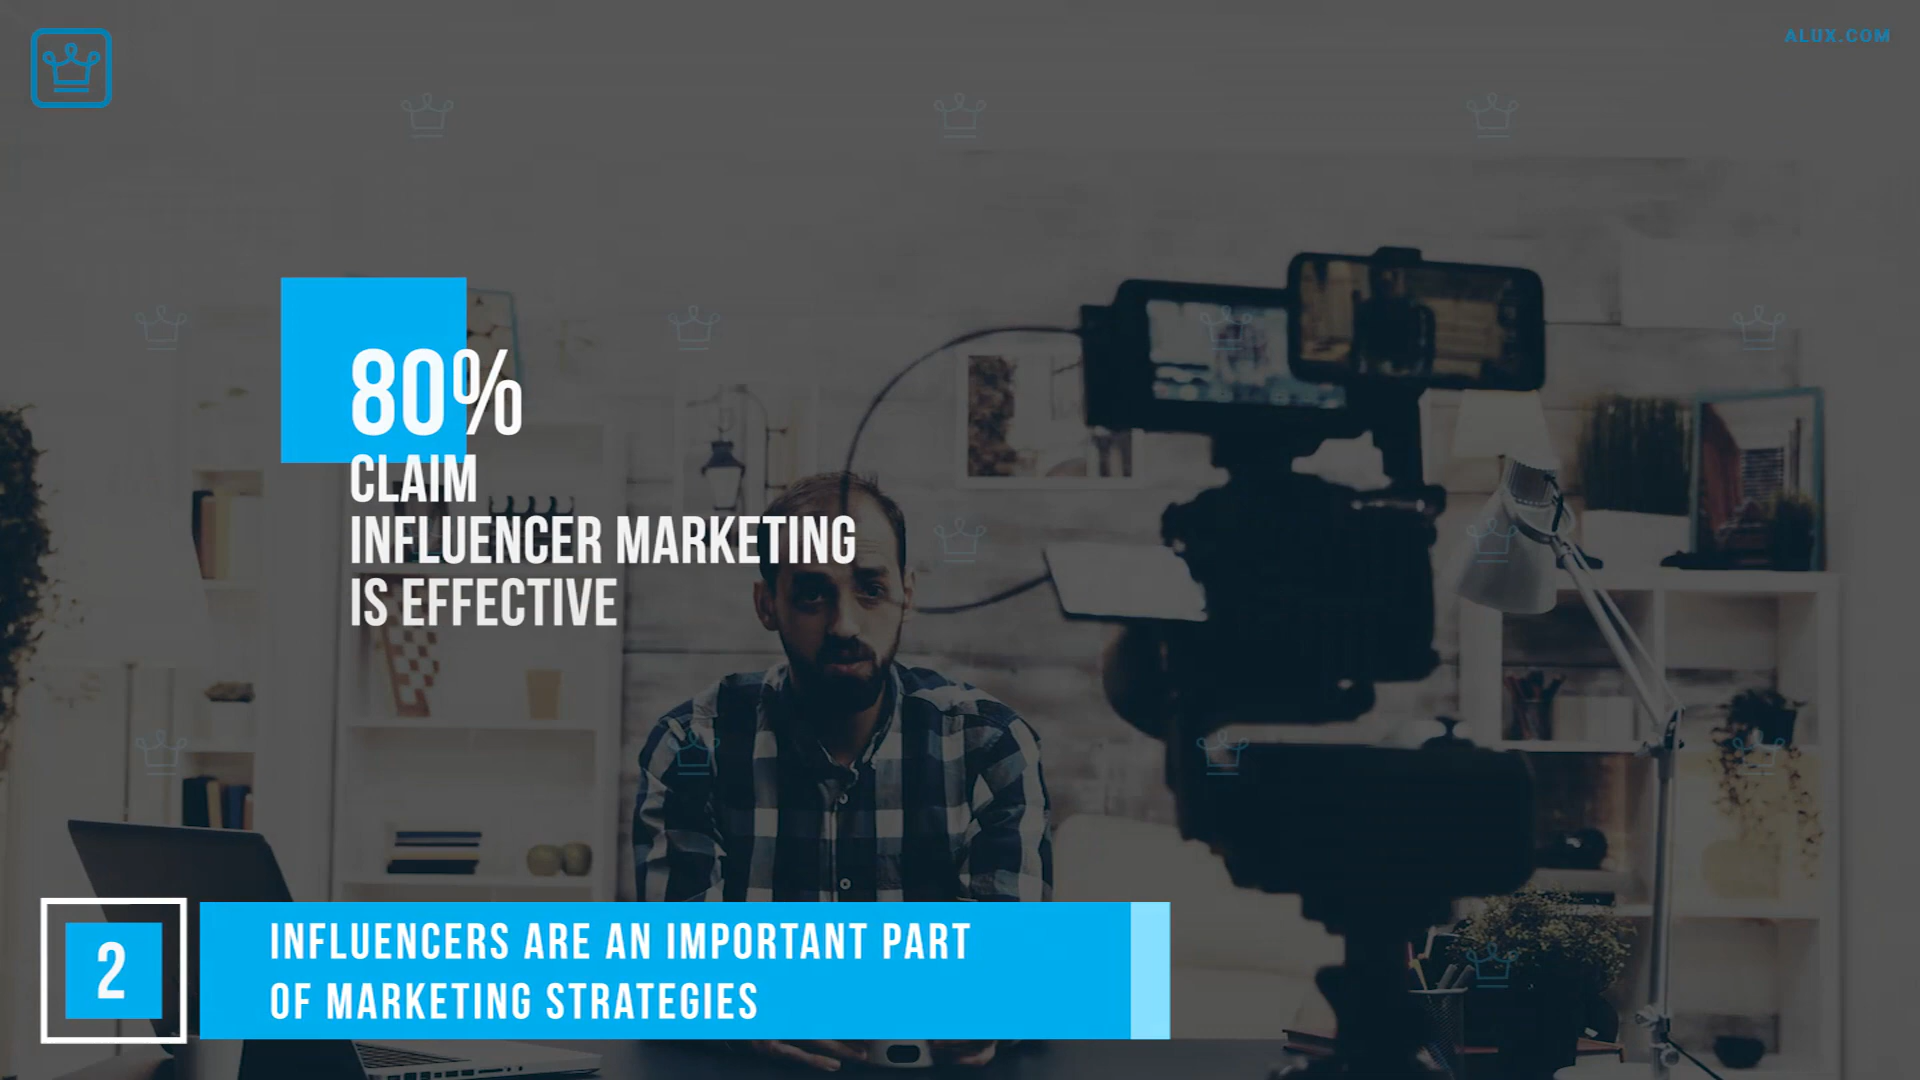 ALUX.COM
80%
CLAIM
INFLUENCER MARKETING
IS EFFECTIVE
2
INFLUENCERS ARE AN IMPORTANT PART
OF MARKETING STRATEGIES